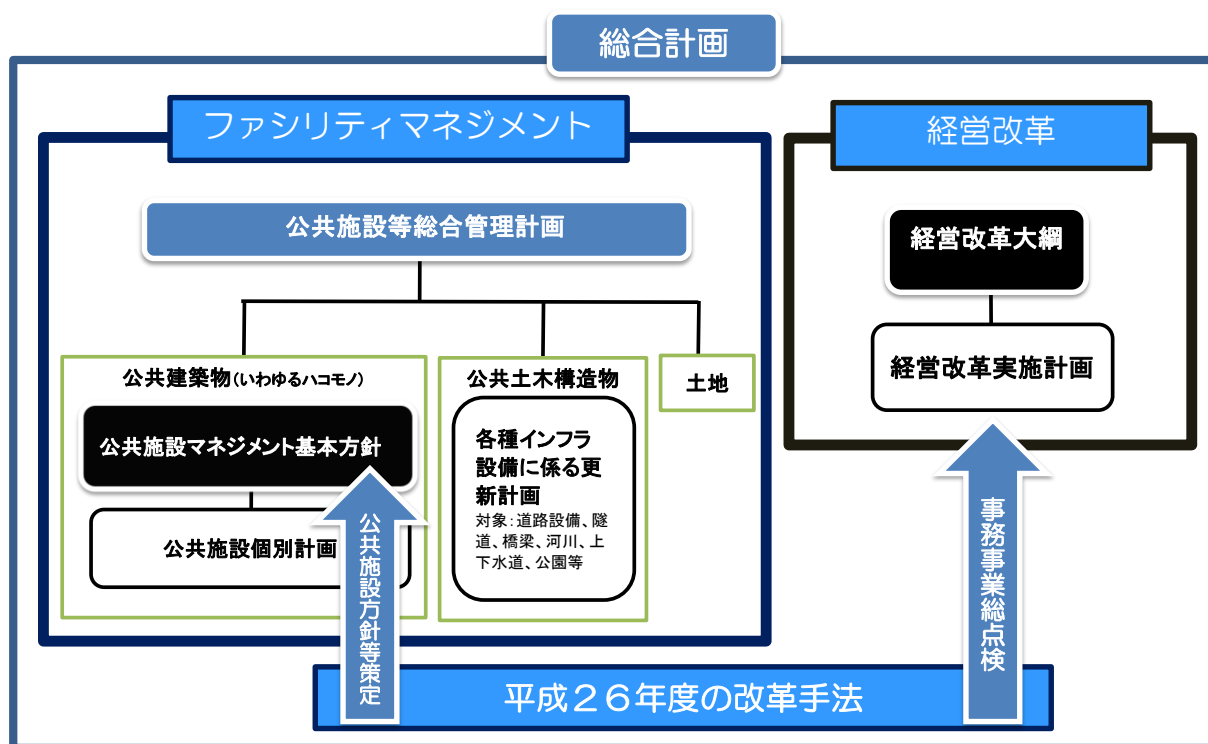 総合計画
ファシリティマネジメント
公共施設等総合管理計画
公共建築物(いわゆるハコモノ)
公共施設マネジメント基本方針
公共施設個別計画
公共土木構造物
各種インフラ
設備に係る更
新計画
対象：道路設備、隧
道、橋梁、河川、上
下水道、公園等
土地
経営改革
経営改革大綱
経営改革実施計画
公共施設方針等策定
事務事業総点検
平成２６年度の改革手法